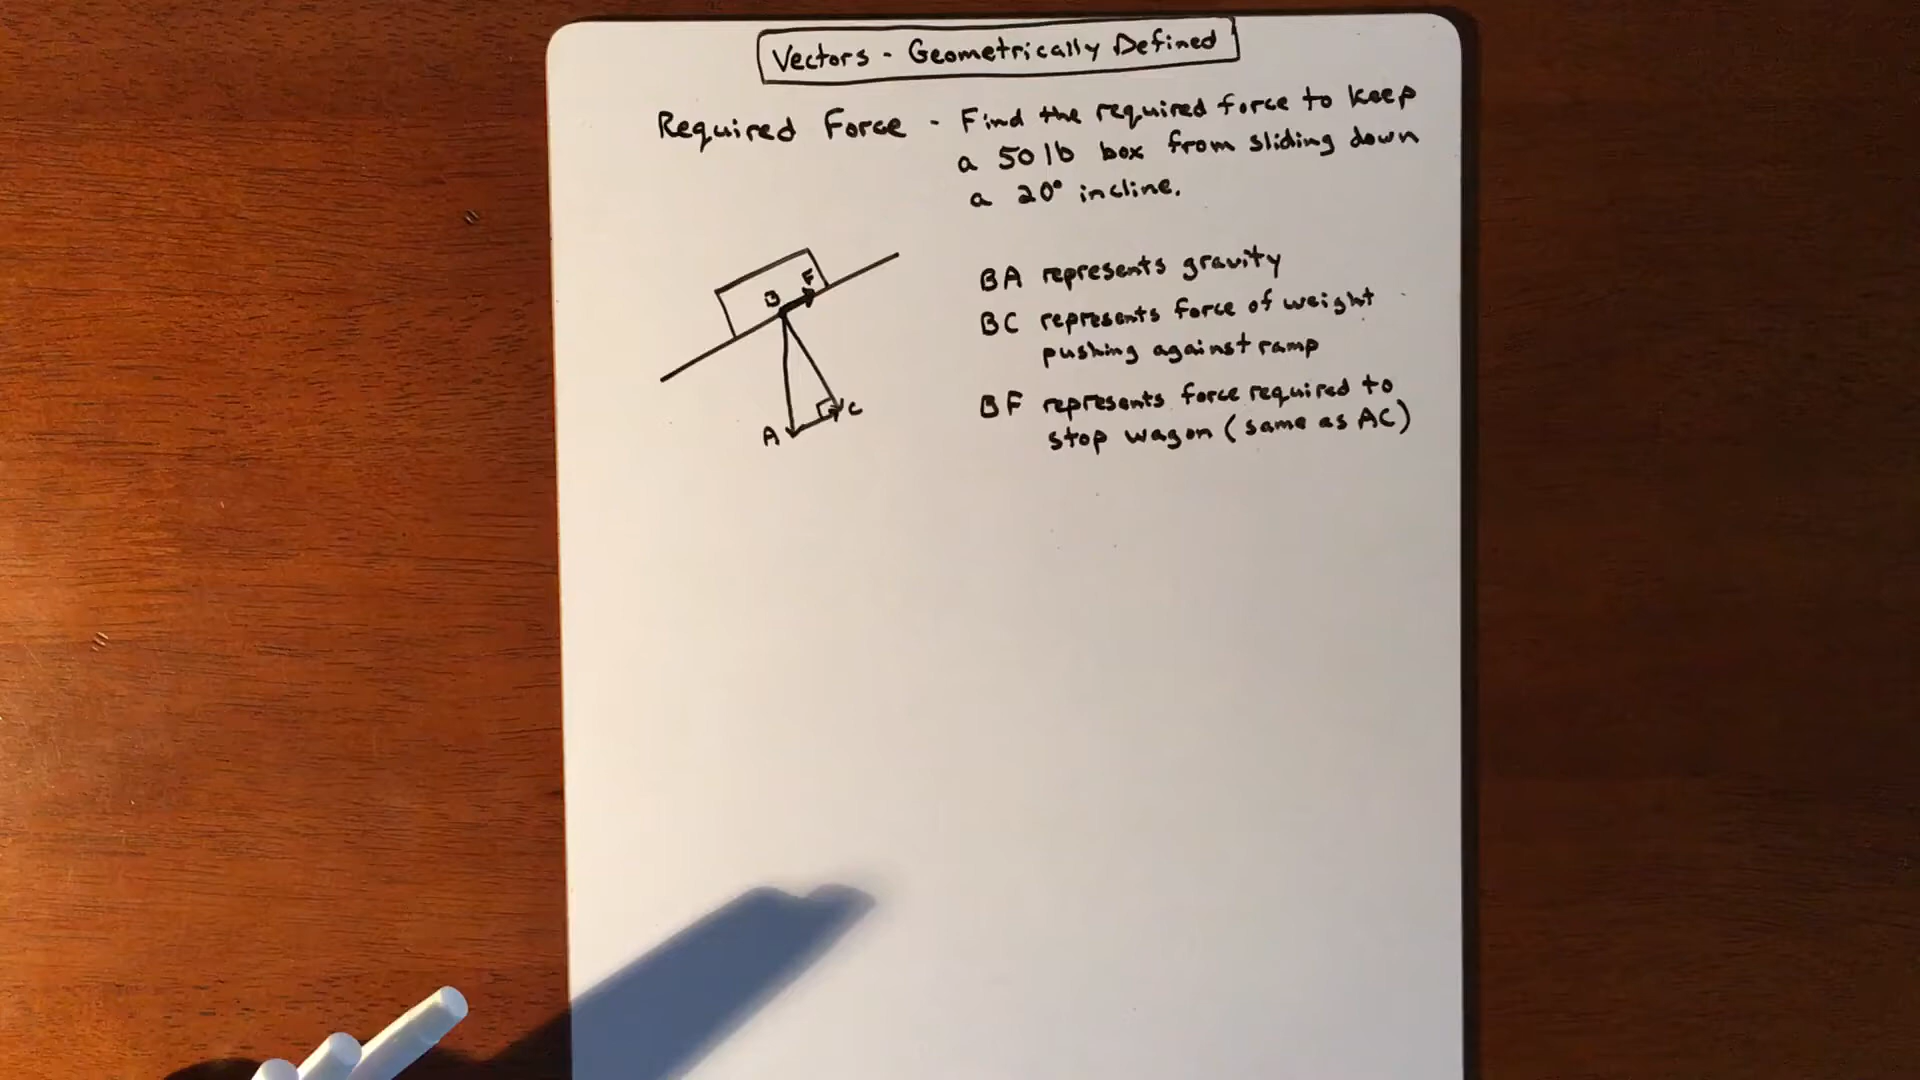 Vectors - Geometrically Defined
Required Force - Find the required force to keep
a 50 lb box from sliding down
a 20° incline.
BA represents gravity
BC represents force of weight
pushing against ramp
BF represents force required to
stop wagon (same as AC)
F
B
C
A